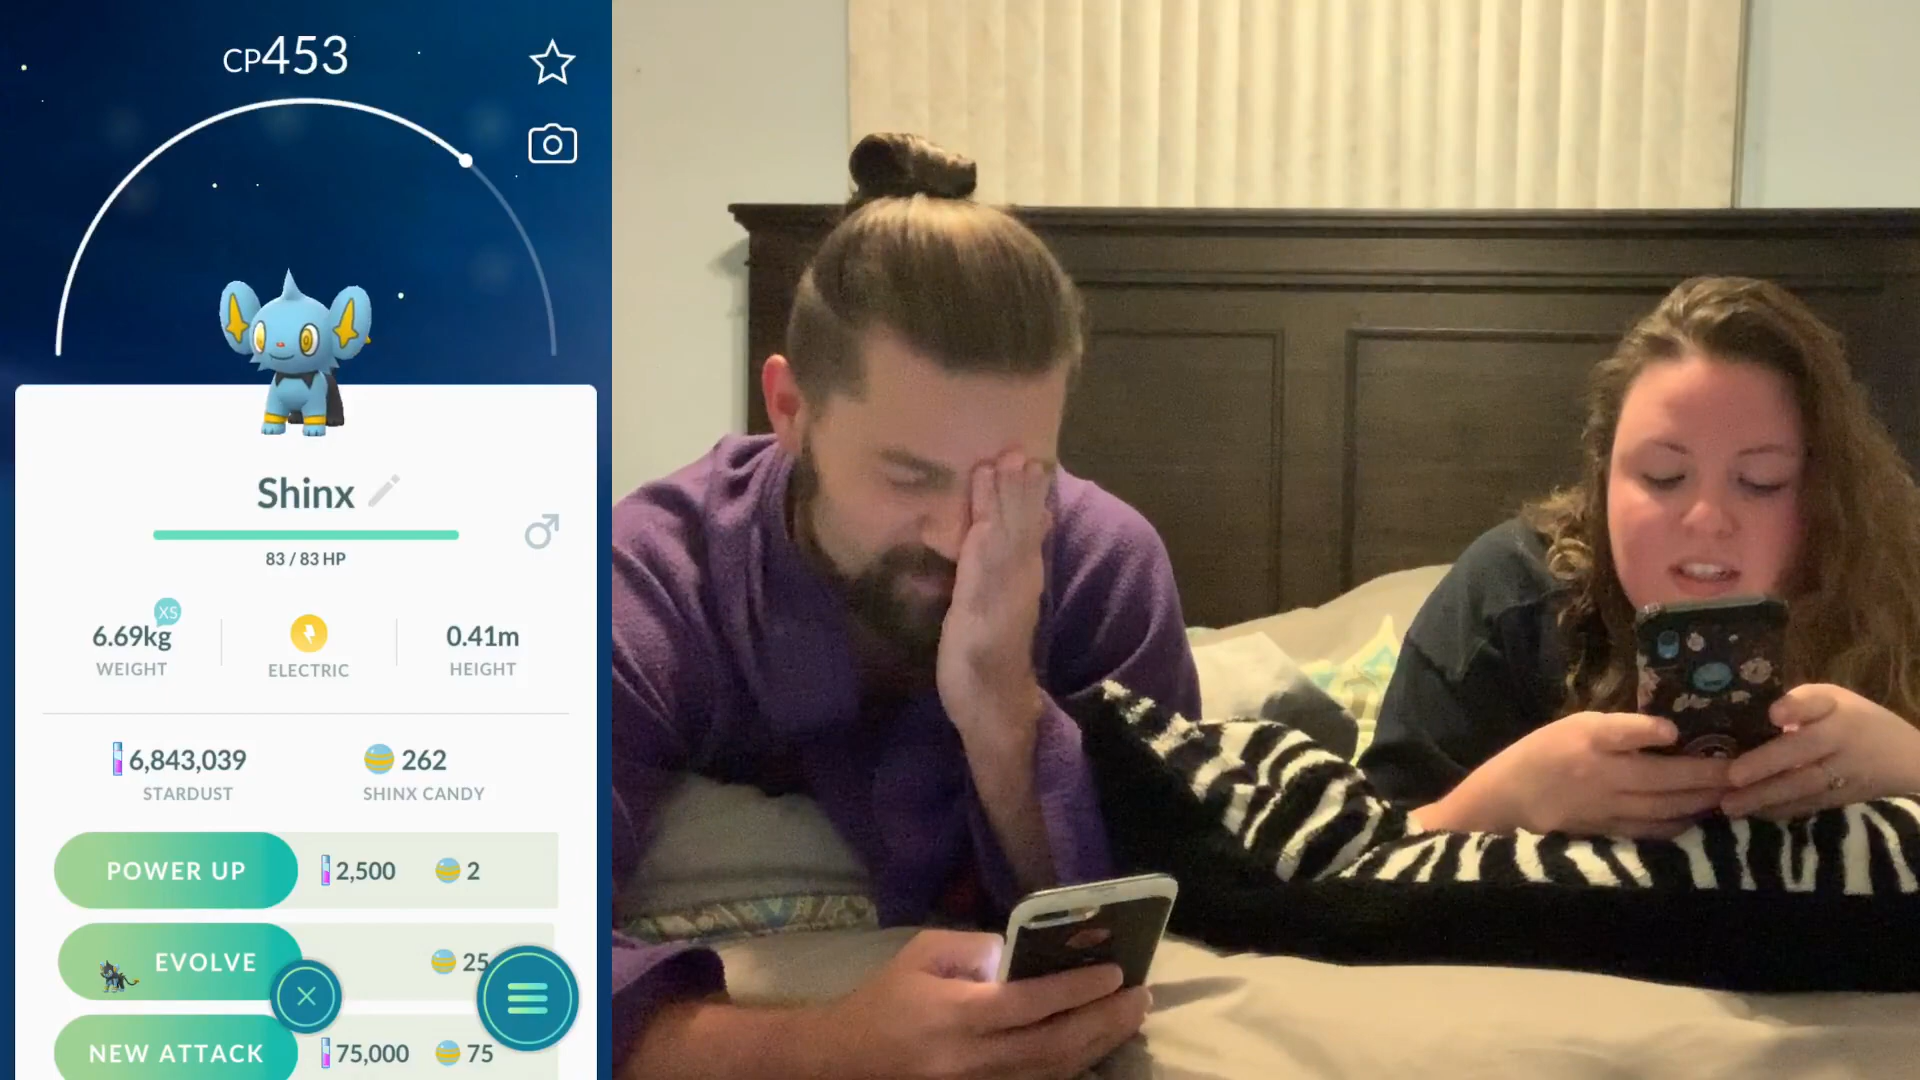 CP453
Shinx
83 / 83 HP
XS
6.69kg
WEIGHT
ELECTRIC
0.41m
HEIGHT
6,843,039
STARDUST
262
SHINX CANDY
POWER UP 2,500 2
EVOLVE 25
NEW ATTACK 75,000 75